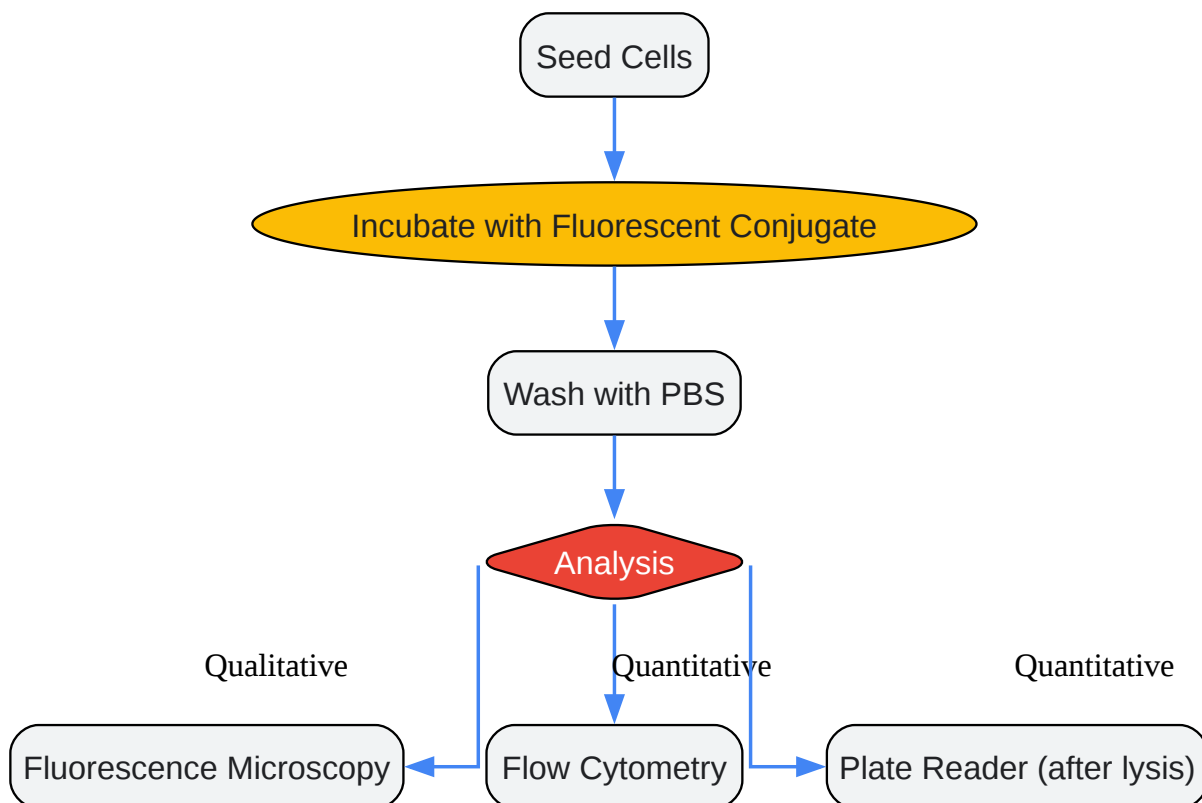 Seed Cells
Incubate with Fluorescent Conjugate
Wash with PBS
Analysis
Qualitative
Quantitative
Quantitative
Fluorescence Microscopy
Flow Cytometry
Plate Reader (after lysis)